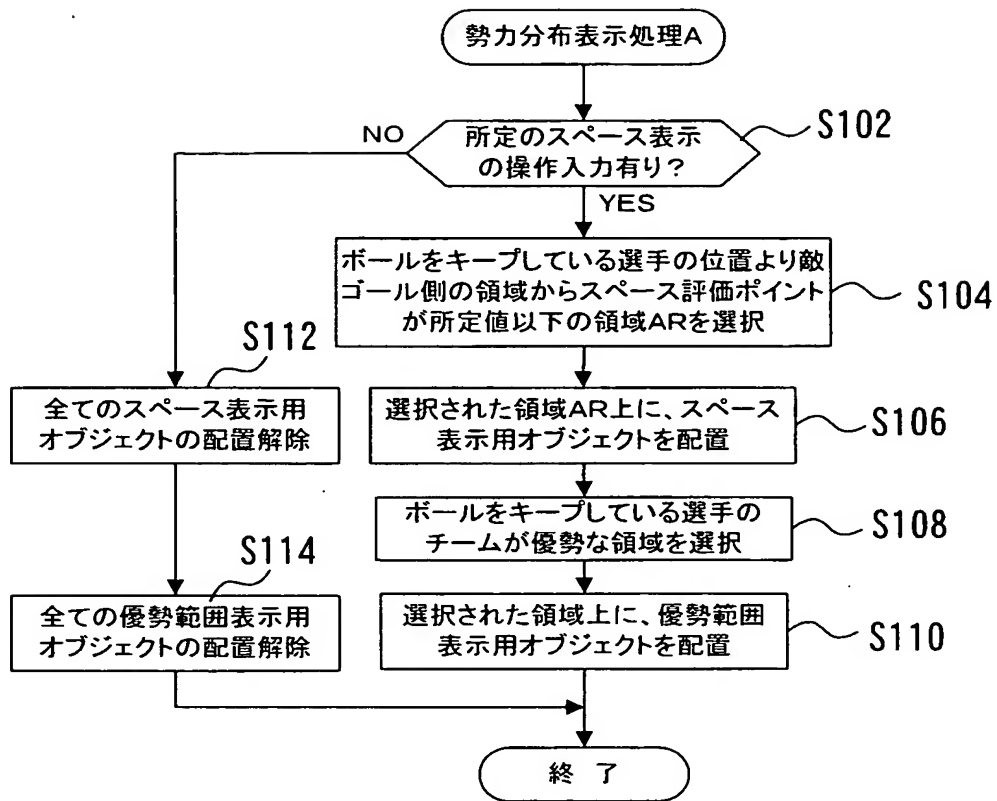 勢力分布表示処理A
所定のスペース表示
の操作入力有り?
S102
NO
YES
ボールをキープしている選手の位置より敵
ゴール側の領域からスペース評価ポイント
が所定値以下の領域ARを選択
S104
S112
全てのスペース表示用
オブジェクトの配置解除
選択された領域AR上に、スペース
表示用オブジェクトを配置
S106
ボールをキープしている選手の
チームが優勢な領域を選択
S108
S114
全ての優勢範囲表示用
オブジェクトの配置解除
選択された領域上に、優勢範囲
表示用オブジェクトを配置
S110
終 了